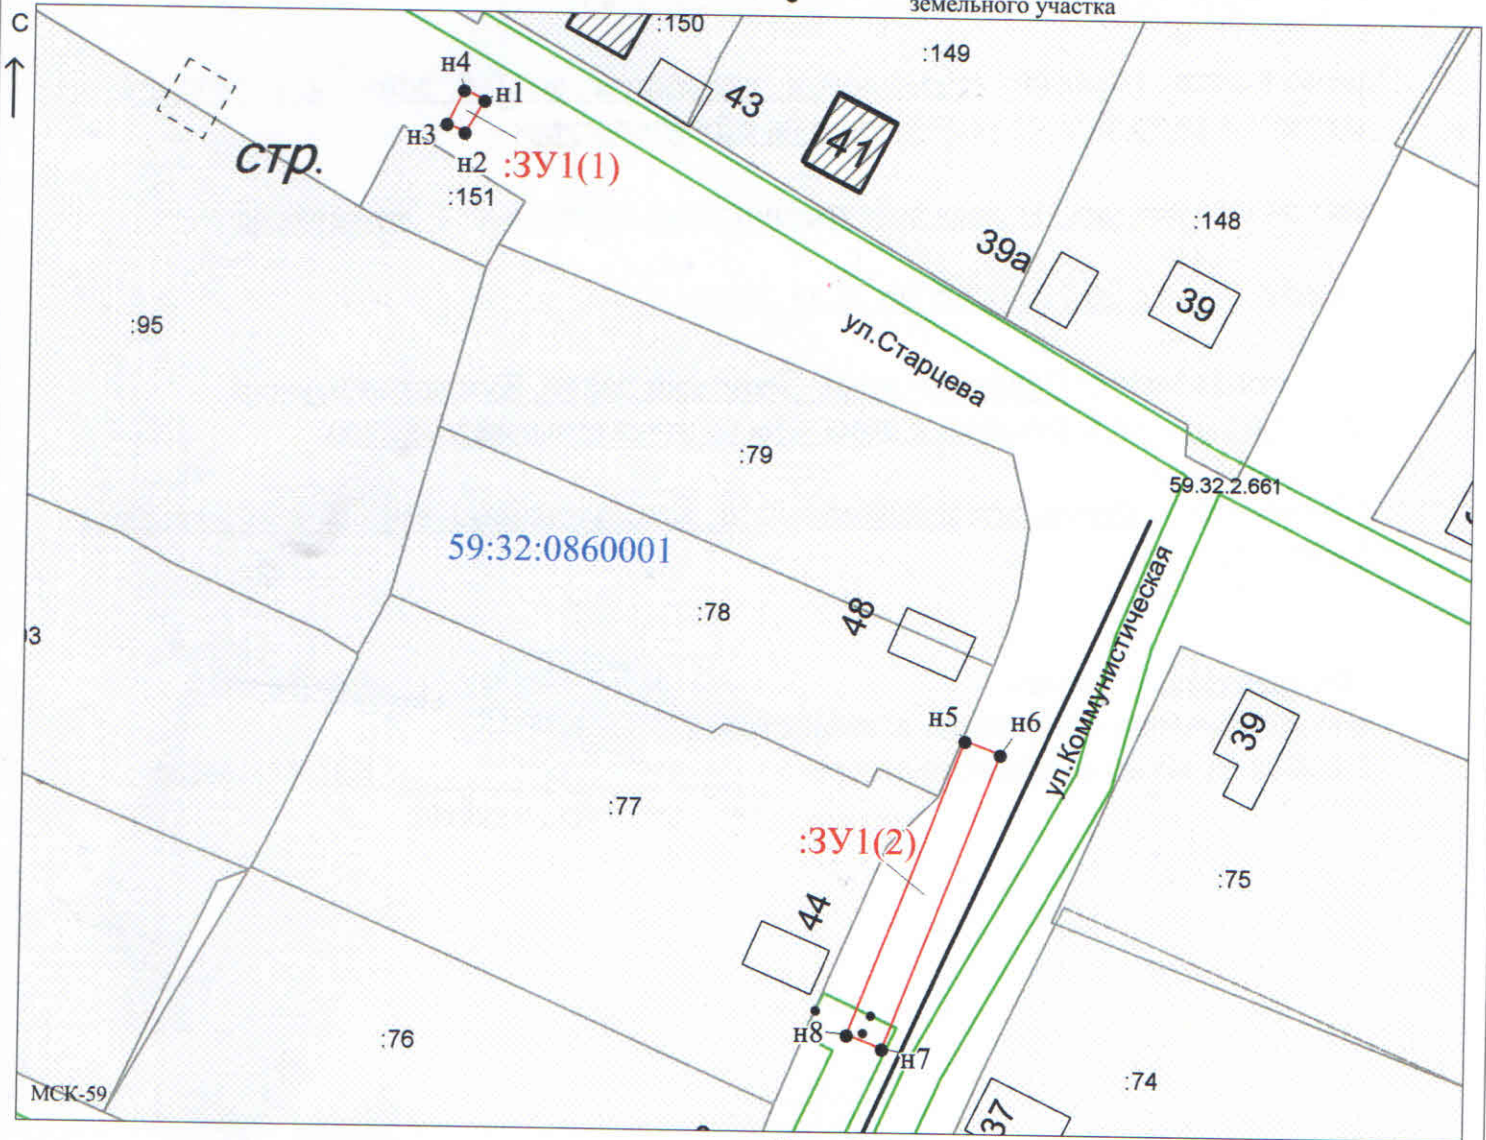 земельного участка
С
:150
:149
н4
н1
43
41
н3
н2
:ЗУ1(1)
стр.
:151
:148
39а
39
:95
ул.Старцева
:79
59.32.2.661
59:32:0860001
:78
48
ул.Коммунистическая
н5
н6
39
:77
:ЗУ1(2)
:75
44
н8
н7
:76
:74
МСК-59
37